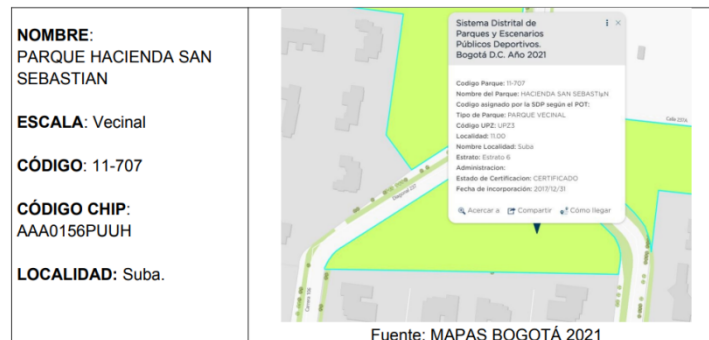 NOMBRE:
PARQUE HACIENDA SAN
SEBASTIAN
ESCALA: Vecinal
CÓDIGO: 11-707
CÓDIGO CHIP:
AAA0156PUUH
LOCALIDAD: Suba.
Sistema Distrital de
Parques y Escenarios
Públicos Deportivos.
Bogotá D.C. Año 2021
Codigo Parque: 11-707
Nombre del Parque: HACIENDA SAN SEBASTIµN
Codigo asignado por la SDP según el POT:
Tipo de Parque: PARQUE VECINAL
Código UPZ: UPZ3
Localidad: 11.00
Nombre Localidad: Suba
Estrato: Estrato 6
Administracion:
Estado de Certificacion: CERTIFICADO
Fecha de incorporación: 2017/12/31
Acercar a Compartir Cómo llegar
Fuente: MAPAS BOGOTÁ 2021